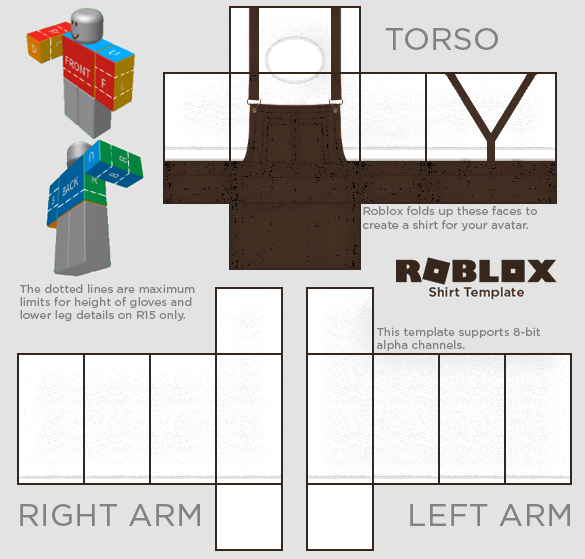 TORSO
FRONT
F
L
U
R
D
BACK
U
R
B
R
Roblox folds up these faces to
create a shirt for your avatar.
ROBLOX
Shirt Template
The dotted lines are maximum
limits for height of gloves and
lower leg details on R15 only.
This template supports 8-bit
alpha channels.
RIGHT ARM
LEFT ARM